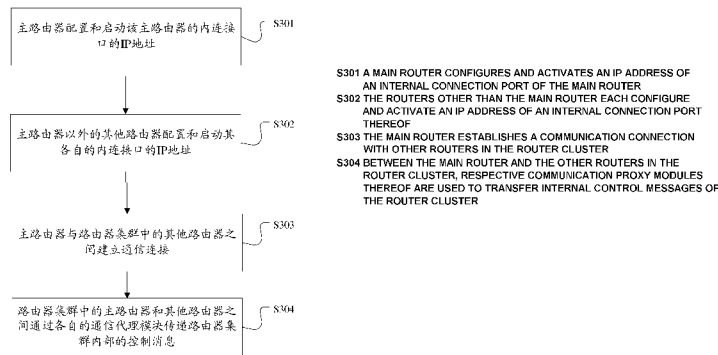 主路由器配置和启动该主路由器的内连接
口的IP地址
S301
主路由器以外的其他路由器配置和启动其
各自的内连接口的IP地址
S302
主路由器与路由器集群中的其他路由器之
间建立通信连接
S303
路由器集群中的主路由器和其他路由器之
间通过各自的通信代理模块传递路由器集
群内部的控制消息
S304
S301 A MAIN ROUTER CONFIGURES AND ACTIVATES AN IP ADDRESS OF
AN INTERNAL CONNECTION PORT OF THE MAIN ROUTER
S302 THE ROUTERS OTHER THAN THE MAIN ROUTER EACH CONFIGURE
AND ACTIVATE AN IP ADDRESS OF AN INTERNAL CONNECTION PORT
THEREOF
S303 THE MAIN ROUTER ESTABLISHES A COMMUNICATION CONNECTION
WITH OTHER ROUTERS IN THE ROUTER CLUSTER
S304 BETWEEN THE MAIN ROUTER AND THE OTHER ROUTERS IN THE
ROUTER CLUSTER, RESPECTIVE COMMUNICATION PROXY MODULES
THEREOF ARE USED TO TRANSFER INTERNAL CONTROL MESSAGES OF
THE ROUTER CLUSTER